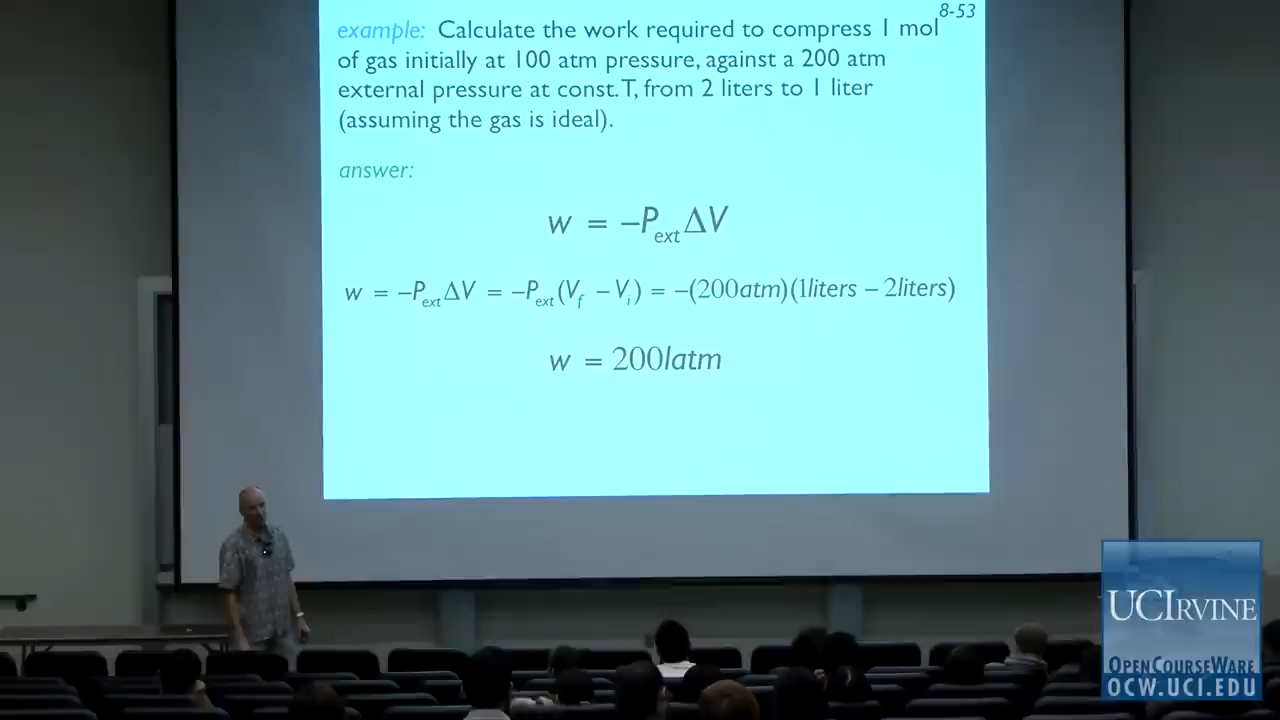 8-53
example: Calculate the work required to compress 1 mol
of gas initially at 100 atm pressure, against a 200 atm
external pressure at const. T, from 2 liters to 1 liter
(assuming the gas is ideal).
answer:
w = –P_ext ΔV
w = –P_ext ΔV = –P_ext (V_f – V_i) = –(200atm)(1liters – 2liters)
w = 200latm
UCIRVINE
OPENCOURSEWARE
OCW.UCI.EDU